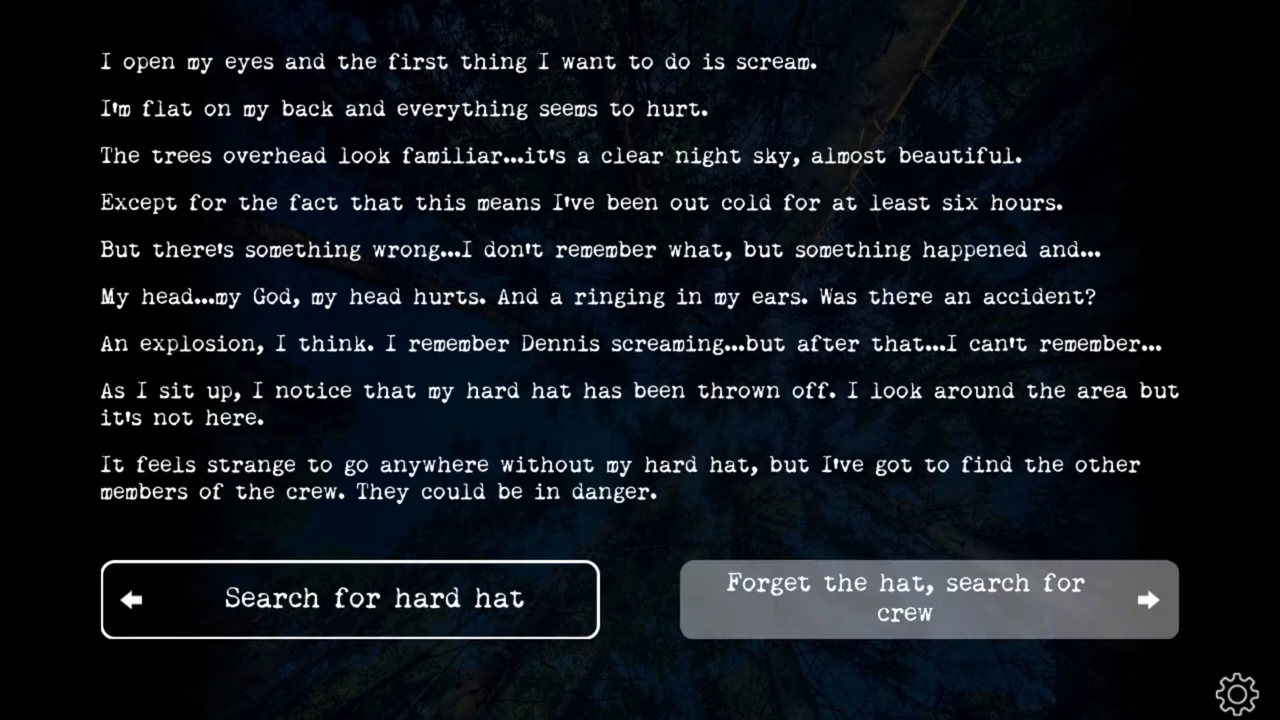 I open my eyes and the first thing I want to do is scream.
I'm flat on my back and everything seems to hurt.
The trees overhead look familiar...it's a clear night sky, almost beautiful.
Except for the fact that this means I've been out cold for at least six hours.
But there's something wrong...I don't remember what, but something happened and...
My head...my God, my head hurts. And a ringing in my ears. Was there an accident?
An explosion, I think. I remember Dennis screaming...but after that...I can't remember...
As I sit up, I notice that my hard hat has been thrown off. I look around the area but
it's not here.
It feels strange to go anywhere without my hard hat, but I've got to find the other
members of the crew. They could be in danger.
Search for hard hat
Forget the hat, search for
crew